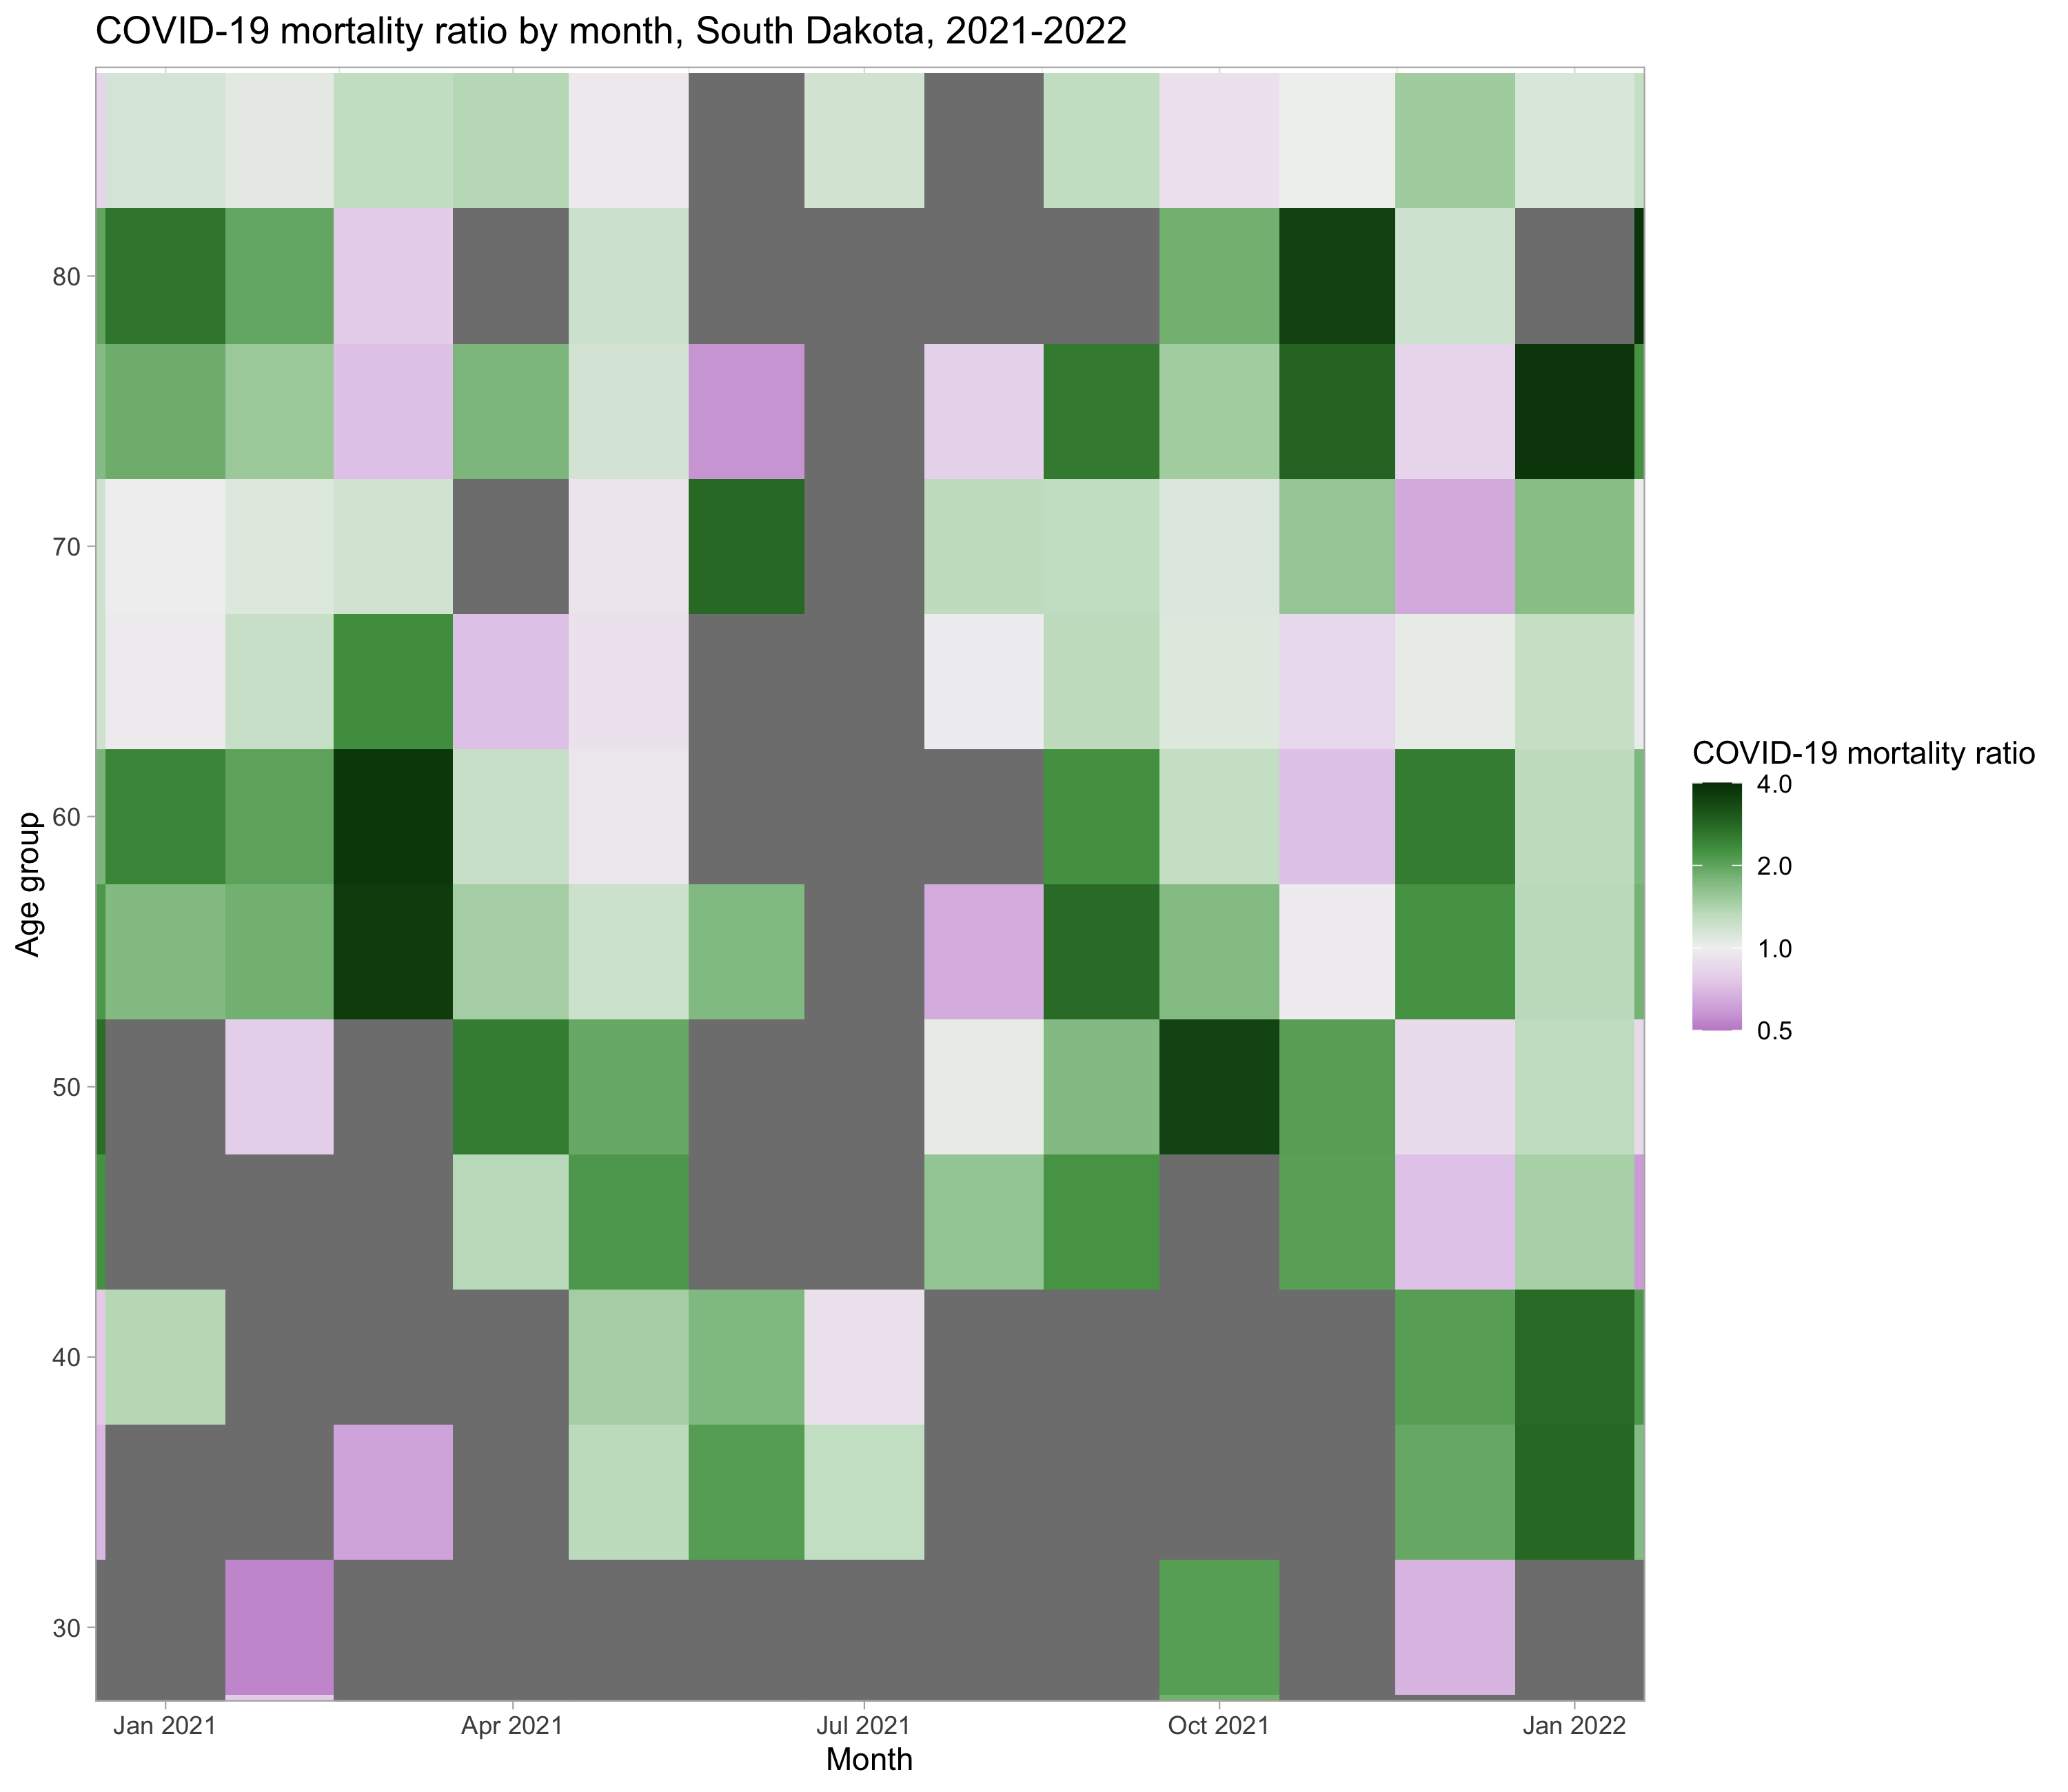 COVID-19 mortality ratio by month, South Dakota, 2021-2022
80
70
60
50
40
30
Age group
Jan 2021
Apr 2021
Jul 2021
Oct 2021
Jan 2022
Month
COVID-19 mortality ratio
4.0
2.0
1.0
0.5